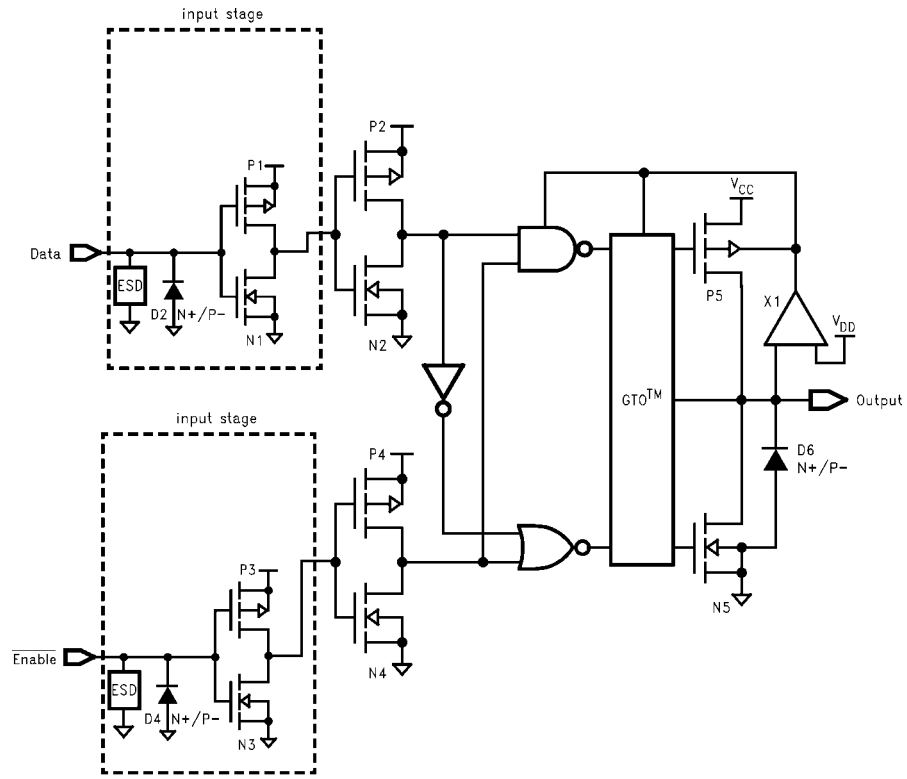 input stage
P1
Data
ESD
D2 N+/P-
N1
P2
N2
VCC
P5
X1
VDD
GTO™
Output
D6
N+/P-
N5
input stage
P3
Enable
ESD
D4 N+/P-
N3
P4
N4